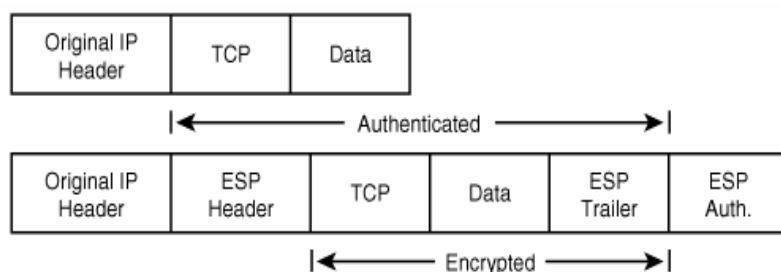 Original IP
Header
TCP
Data
Authenticated
Original IP
Header
ESP
Header
TCP
Data
ESP
Trailer
ESP
Auth.
Encrypted